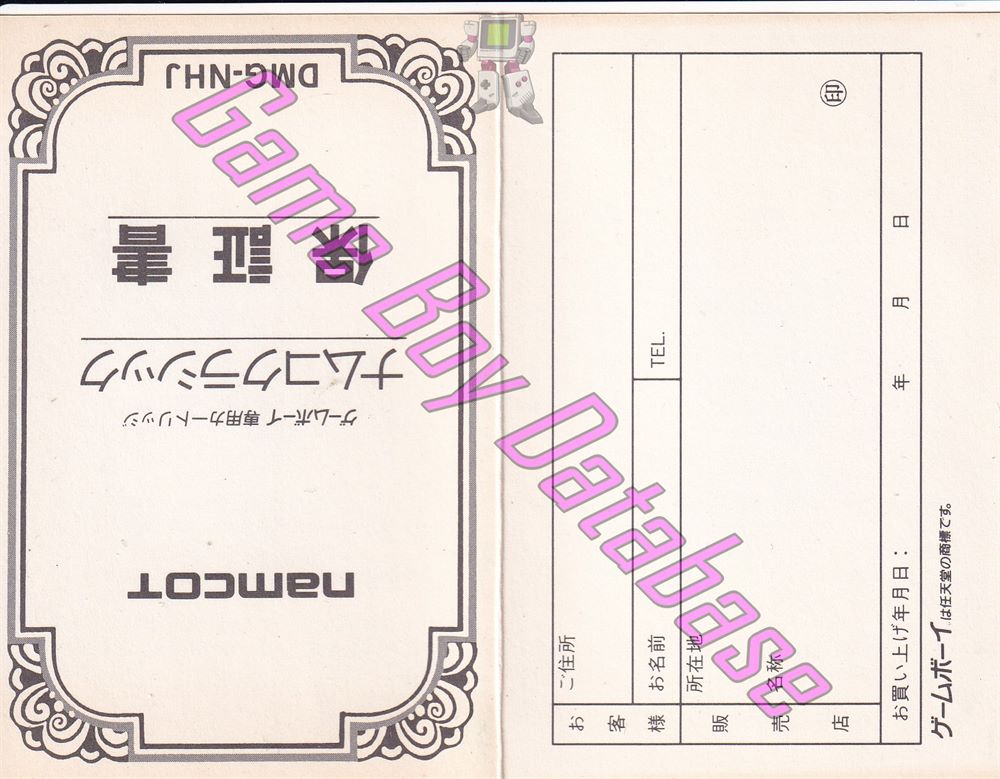 DMG-NHJ
保証書
ナムコクラシック
ゲームボーイ専用カートリッジ
namcot
お客様
ご住所
お名前
TEL.
販売店
所在地
名称
印
お買い上げ年月日： 年 月 日
ゲームボーイは任天堂の商標です。
Game Boy Database